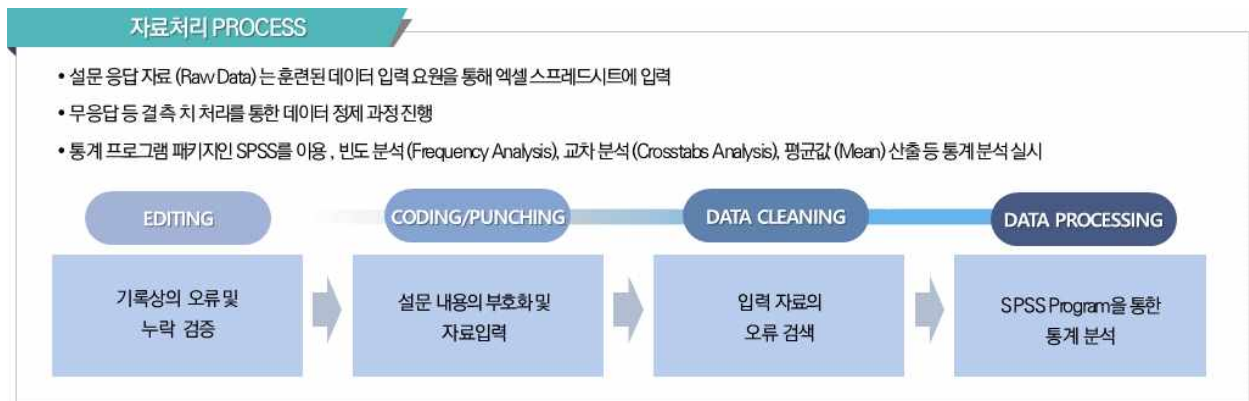 자료처리 PROCESS
• 설문 응답 자료 (Raw Data) 는 훈련된 데이터 입력 요원을 통해 엑셀 스프레드시트에 입력
• 무응답 등 결 측 치 처리를 통한 데이터 정제 과정 진행
• 통계 프로그램 패키지인 SPSS를 이용 , 빈도 분석 (Frequency Analysis), 교차 분석 (Crosstabs Analysis), 평균값 (Mean) 산출 등 통계 분석 실시
EDITING
CODING/PUNCHING
DATA CLEANING
DATA PROCESSING
기록상의 오류 및
누락 검증
설문 내용의 부호화 및
자료입력
입력 자료의
오류 검색
SPSS Program을 통한
통계 분석